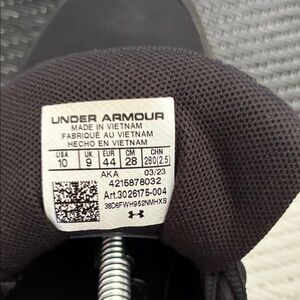 UNDER ARMOUR
MADE IN VIETNAM
FABRIQUÉ AU VIETNAM
HECHO EN VIETNAM
USA UK EUR CM CHN
10 9 44 28 280(2.5)
AKA 03/23
4215878032
Art.3026175-004
38D6FWH952NMHXS